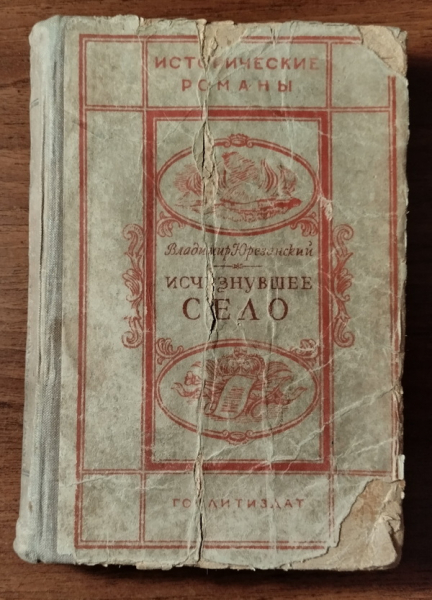 ИСТОРИЧЕСКИЕ
РОМАНЫ
Владимир Юрезанский
ИСЧЕЗНУВШЕЕ
СЕЛО
ГОСЛИТИЗДАТ